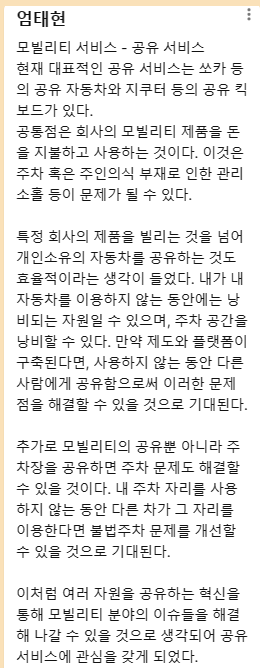 엄태현
모빌리티 서비스 - 공유 서비스
현재 대표적인 공유 서비스는 쏘카 등
의 공유 자동차와 지쿠터 등의 공유 킥
보드가 있다.
공통점은 회사의 모빌리티 제품을 돈
을 지불하고 사용하는 것이다. 이것은
주차 혹은 주인의식 부재로 인한 관리
소홀 등이 문제가 될 수 있다.
특정 회사의 제품을 빌리는 것을 넘어
개인소유의 자동차를 공유하는 것도
효율적이라는 생각이 들었다. 내가 내
자동차를 이용하지 않는 동안에는 낭
비되는 자원일 수 있으며, 주차 공간을
낭비할 수 있다. 만약 제도와 플랫폼이
구축된다면, 사용하지 않는 동안 다른
사람에게 공유함으로써 이러한 문제
점을 해결할 수 있을 것으로 기대된다.
추가로 모빌리티의 공유뿐 아니라 주
차장을 공유하면 주차 문제도 해결할
수 있을 것이다. 내 주차 자리를 사용
하지 않는 동안 다른 차가 그 자리를
이용한다면 불법주차 문제를 개선할
수 있을 것으로 기대된다.
이처럼 여러 자원을 공유하는 혁신을
통해 모빌리티 분야의 이슈들을 해결
해 나갈 수 있을 것으로 생각되어 공유
서비스에 관심을 갖게 되었다.